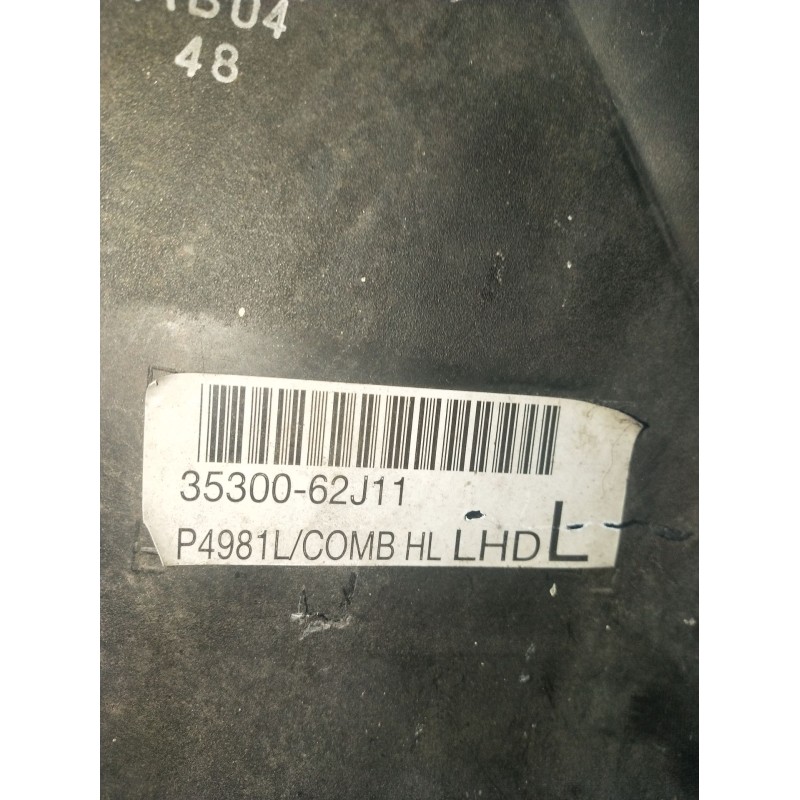 48
35300-62J11
P4981L/COMB HL LHD L